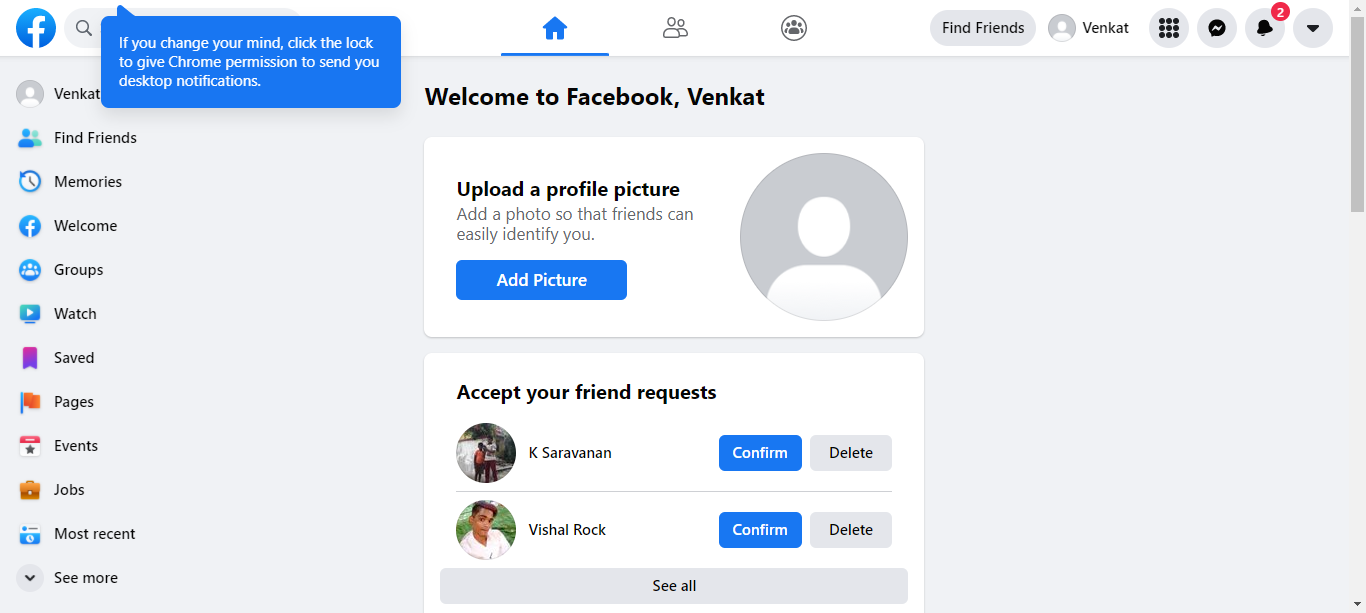 If you change your mind, click the lock
to give Chrome permission to send you
desktop notifications.
Find Friends
Venkat
2
Venkat
Find Friends
Memories
Welcome
Groups
Watch
Saved
Pages
Events
Jobs
Most recent
See more
Welcome to Facebook, Venkat
Upload a profile picture
Add a photo so that friends can
easily identify you.
Add Picture
Accept your friend requests
K Saravanan
Confirm
Delete
Vishal Rock
Confirm
Delete
See all